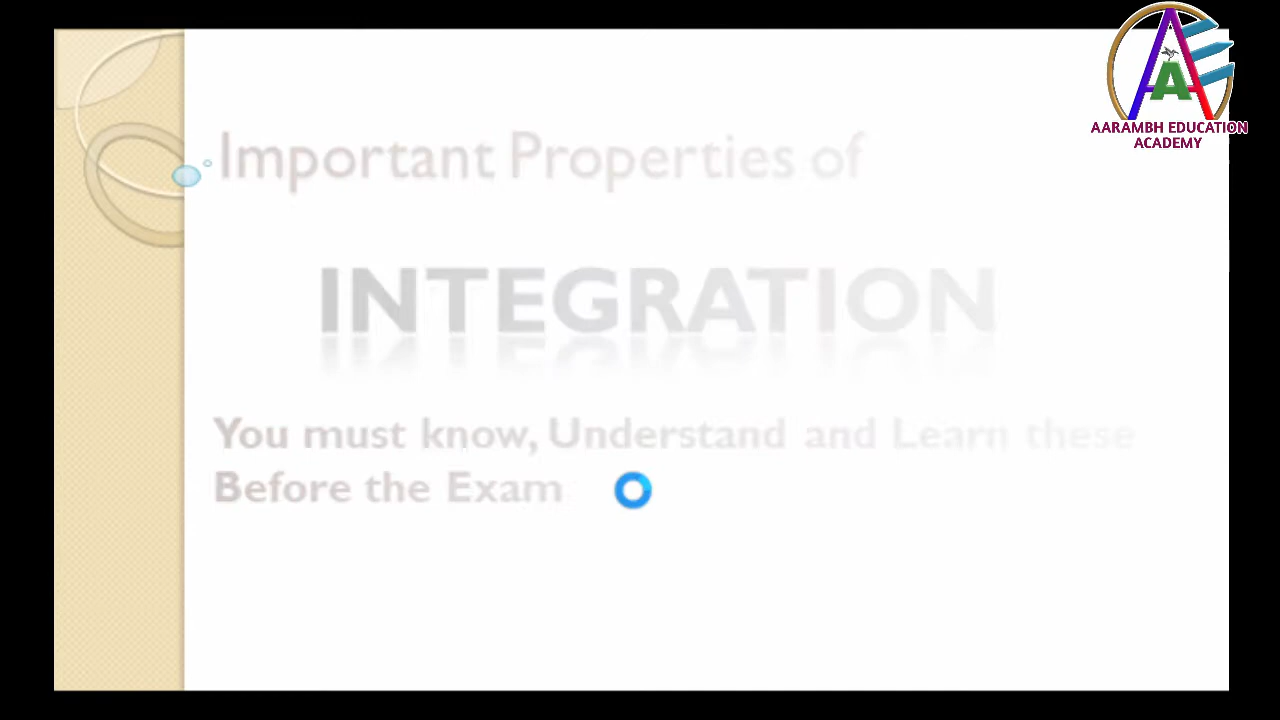 AARAMBH EDUCATION
ACADEMY
Important Properties of
INTEGRATION
You must know, Understand and Learn these
Before the Exam